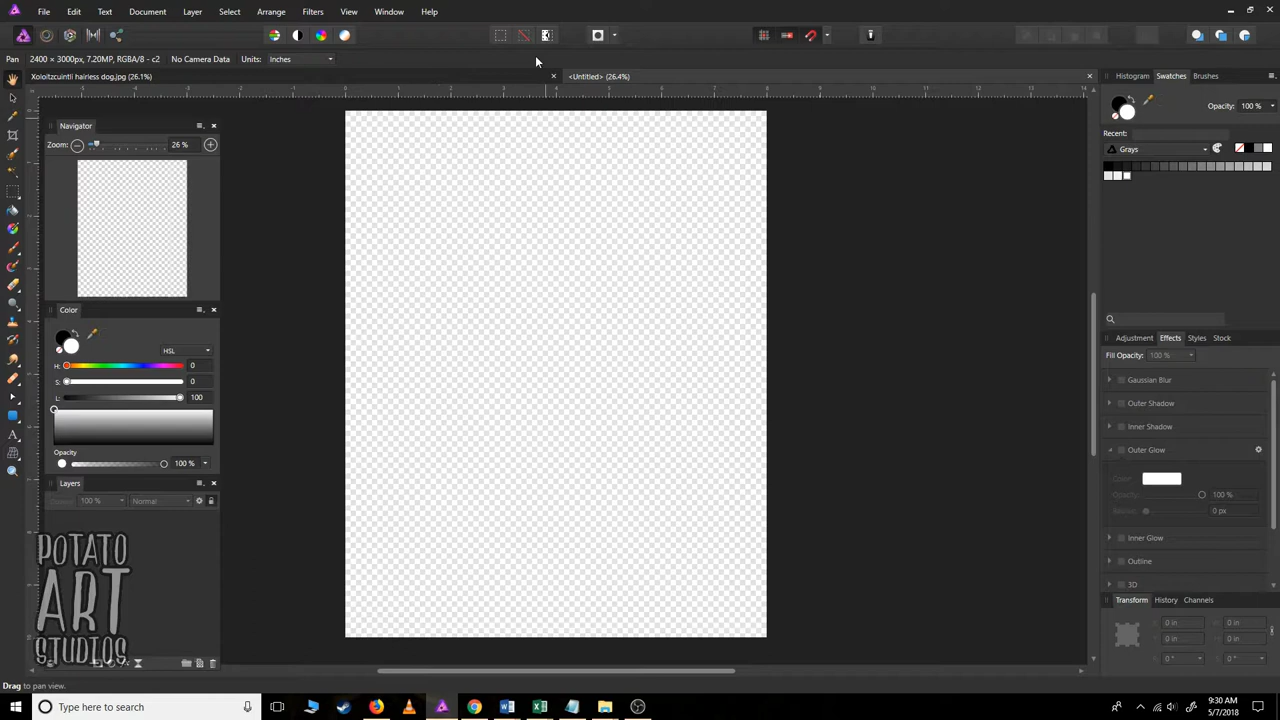 File Edit Text Document Layer Select Arrange Filters View Window Help
Pan 2400 × 3000px, 7.20MP, RGBA/8 - c2 No Camera Data Units: Inches
Xoloitzcuintli hairless dog.jpg (26.1%)
<Untitled> (26.4%)
Histogram Swatches Brushes
Opacity: 100 %
Recent:
Grays
Navigator
Zoom: 26 %
Color
HSL
H: 0
S: 0
L: 100
Opacity
100 %
Layers
100 % Normal
POTATO
ART
STUDIOS
Adjustment Effects Styles Stock
Fill Opacity: 100 %
Gaussian Blur
Outer Shadow
Inner Shadow
Outer Glow
Color:
Opacity: 100 %
Radius: 0 px
Inner Glow
Outline
3D
Transform History Channels
X: 0 in W: 0 in
Y: 0 in H: 0 in
R: 0 ° S: 0 °
Drag to pan view.
Type here to search
9:30 AM
5/7/2018